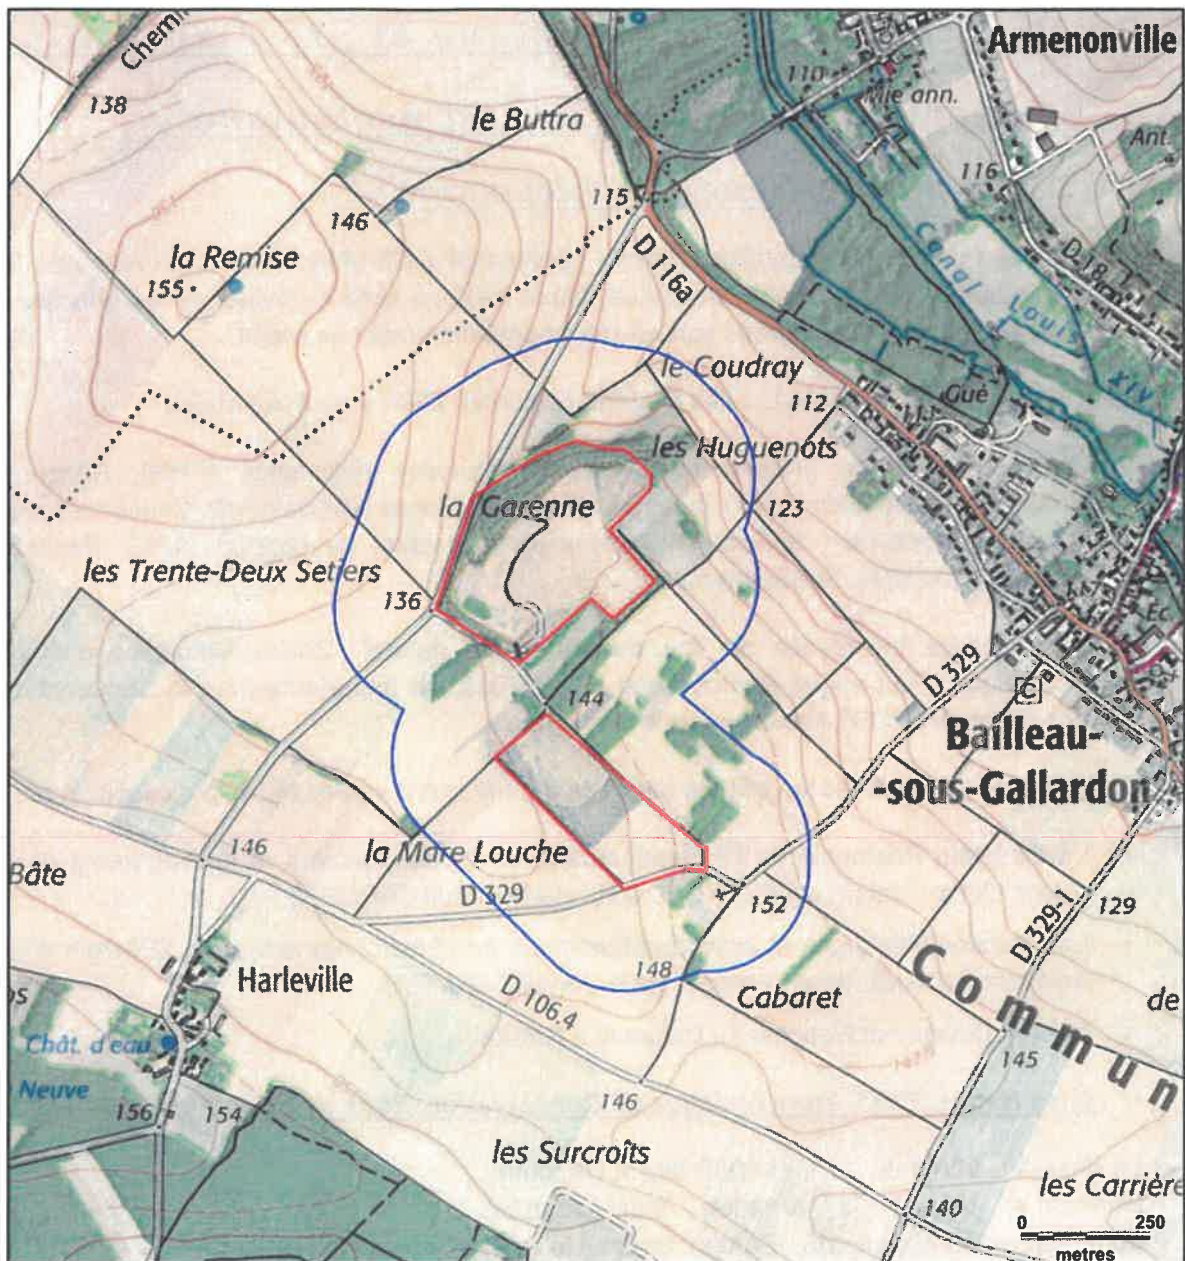 Armenonville
Chemi
110
Mie ann.
138
le Buttra
Ant.
116
115
146
la Remise
155
D 116a
D 18
Canal Louis XIV
le Coudray
112
111
Gué
les Huguenots
la Garenne
123
les Trente-Deux Setiers
136
D 329
C
144
Bailleau-
-sous-Gallardon
la Mare Louche
146
Bâte
D 329
152
129
D 329-1
Harleville
148
Cabaret
D 106.4
Commun
de
os
Chât. d'eau
Neuve
145
146
156
154
les Surcroîts
les Carrière
140
0
250
metres